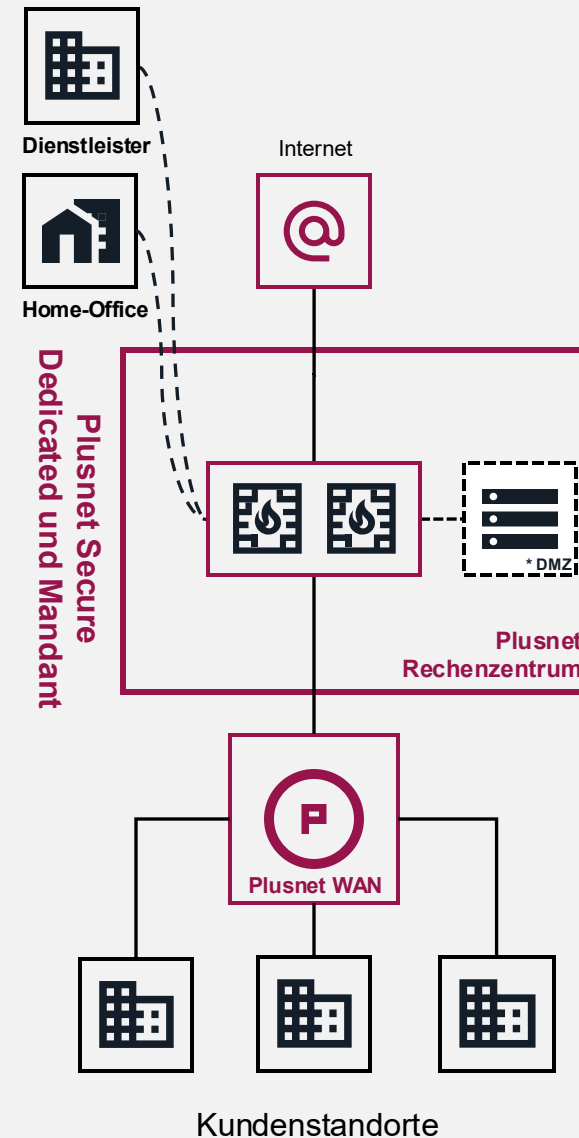 Dienstleister
Internet
Home-Office
Plusnet Secure
Dedicated und Mandant
* DMZ
Plusnet
Rechenzentrum
P
Plusnet WAN
Kundenstandorte